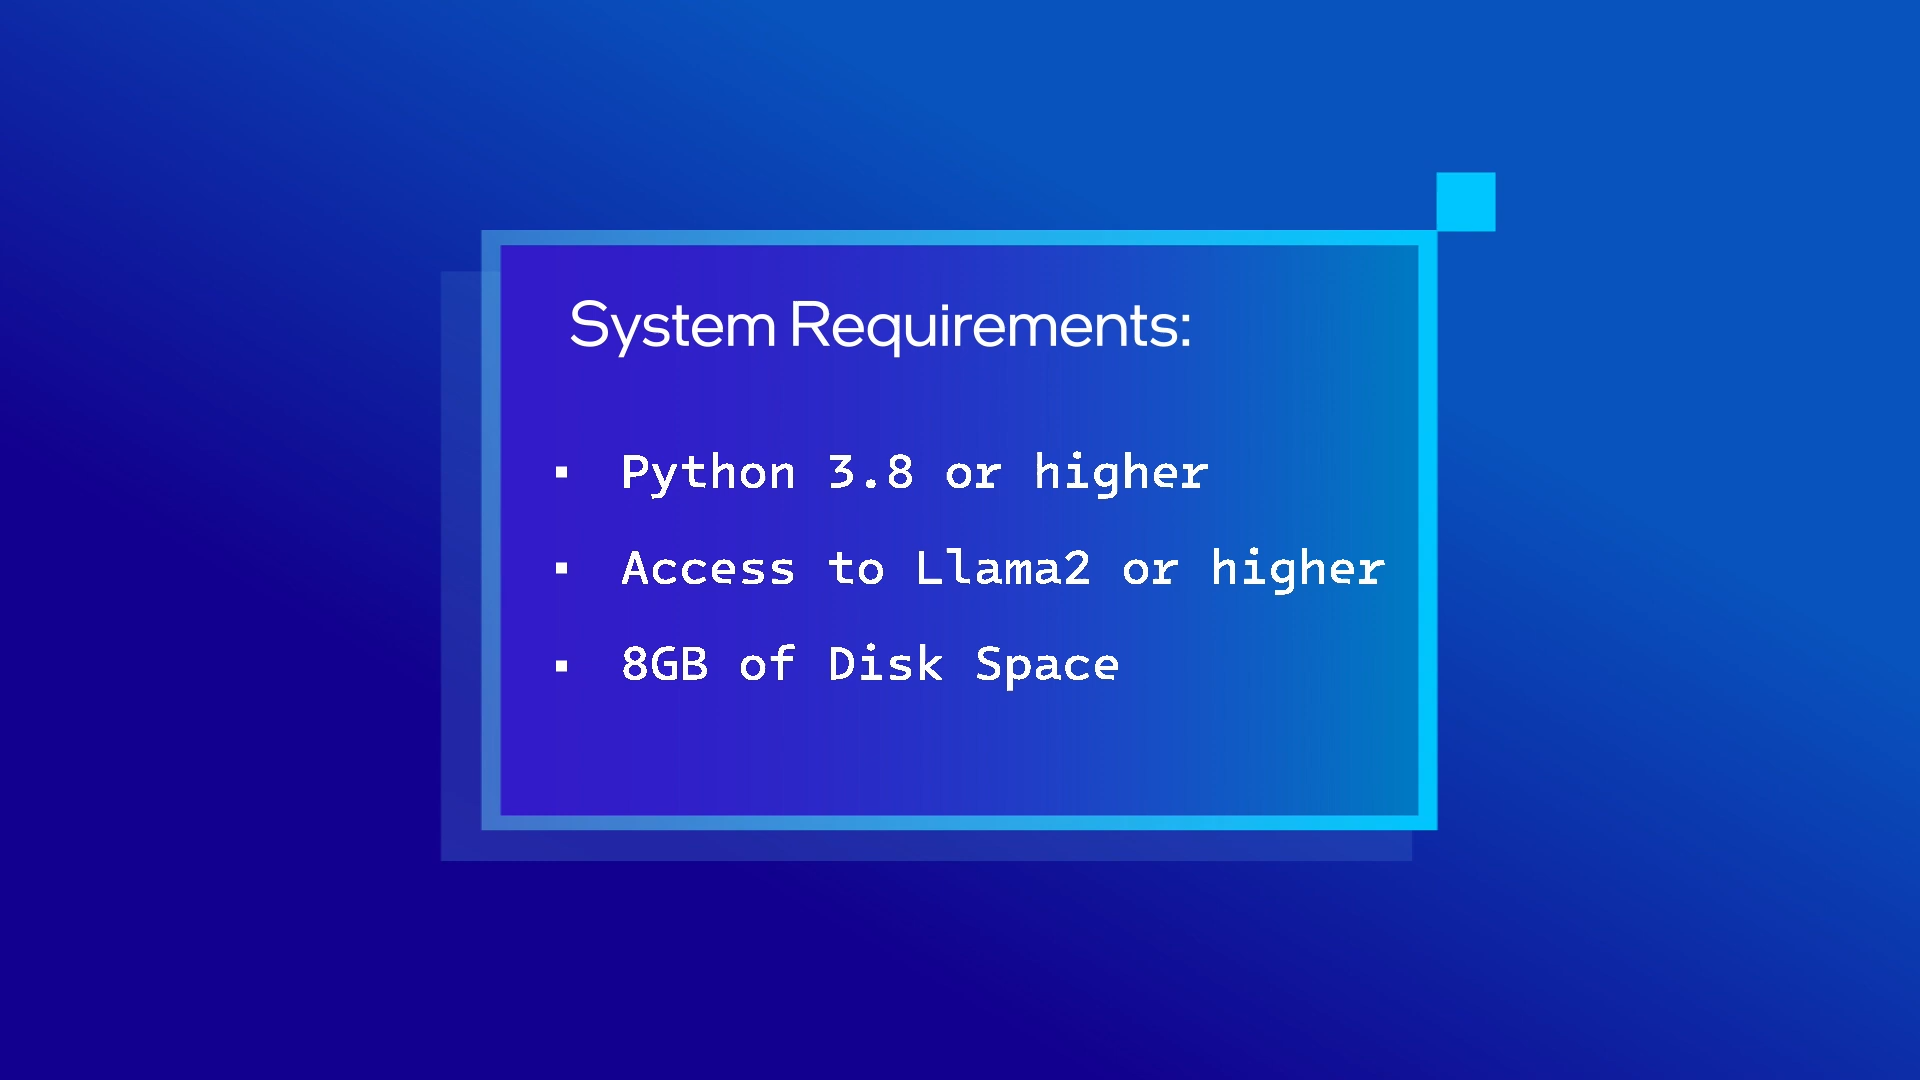 System Requirements:
▪ Python 3.8 or higher
▪ Access to Llama2 or higher
▪ 8GB of Disk Space